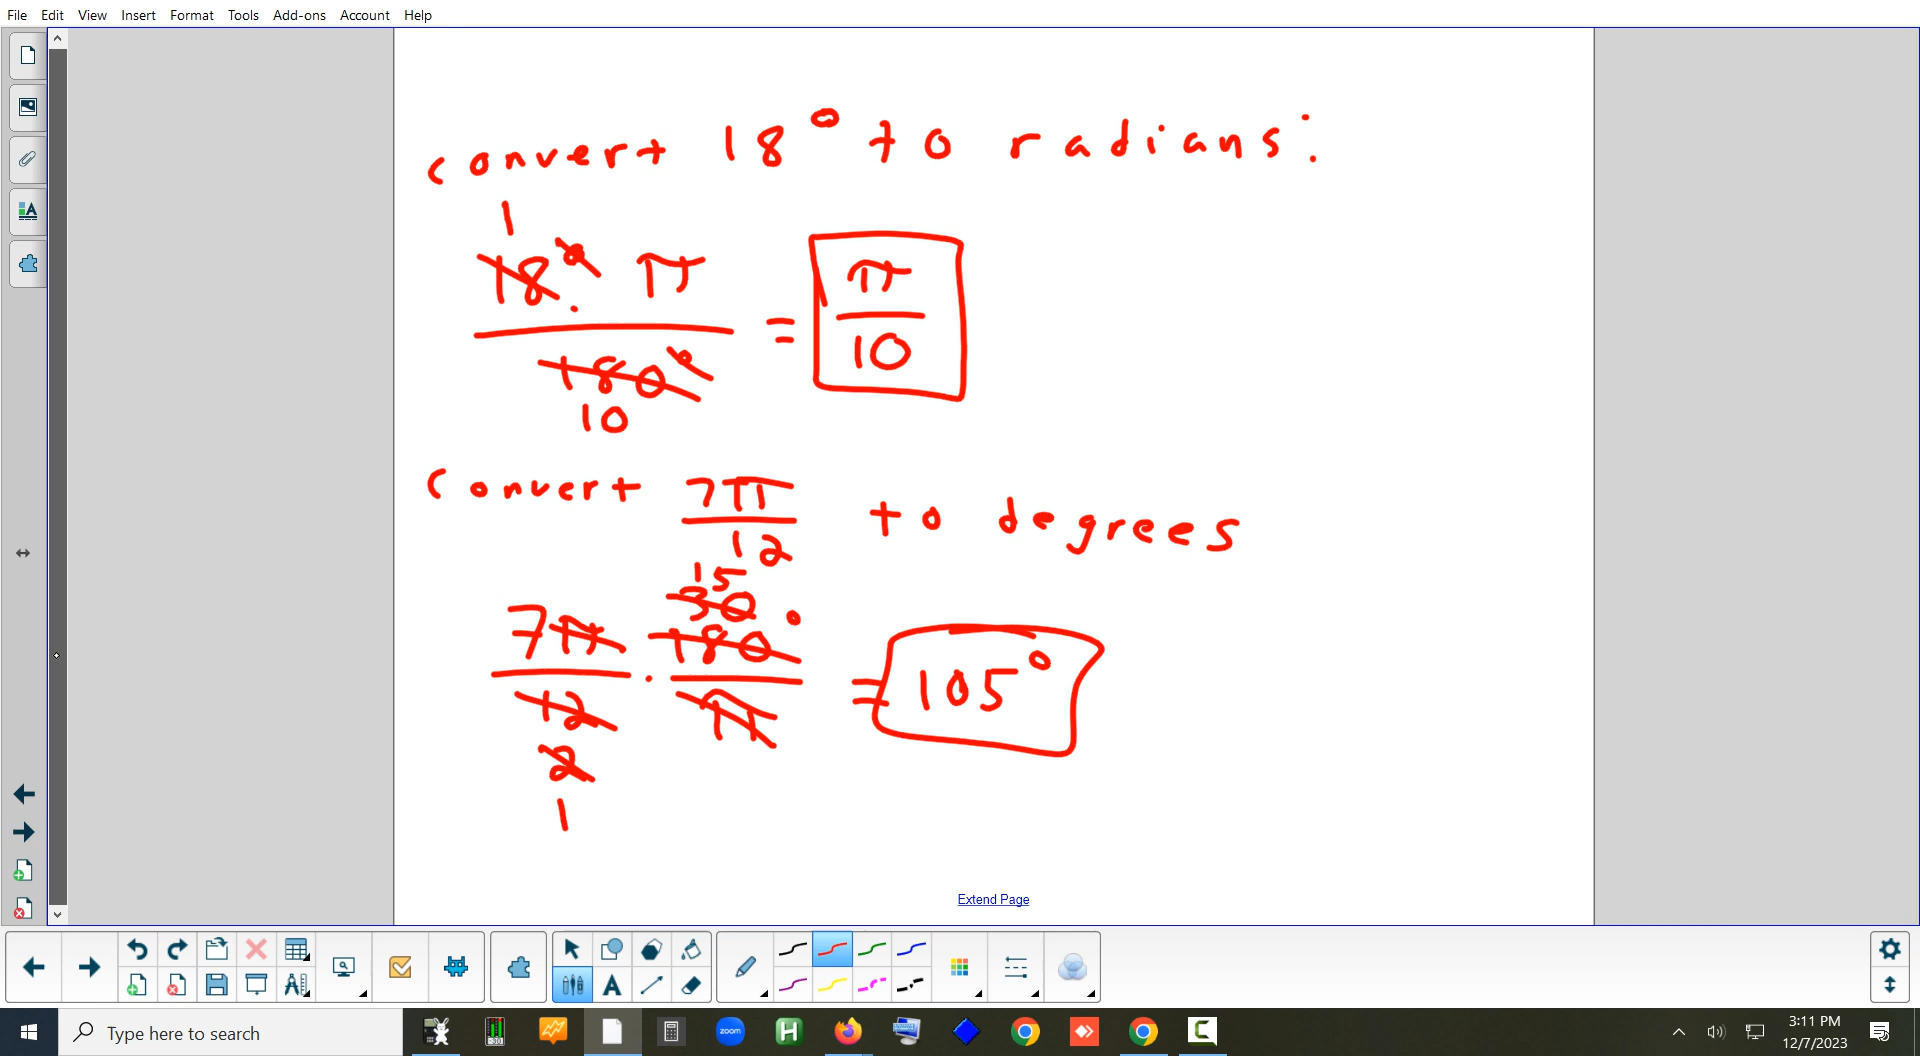 File Edit View Insert Format Tools Add-ons Account Help
convert 18° to radians:
1
18° · π
180°
10
=
π
10
convert 7π to degrees
12
15
30
7π · 180°
12 π
2
1
= 105°
Extend Page
Type here to search
zoom
3:11 PM
12/7/2023